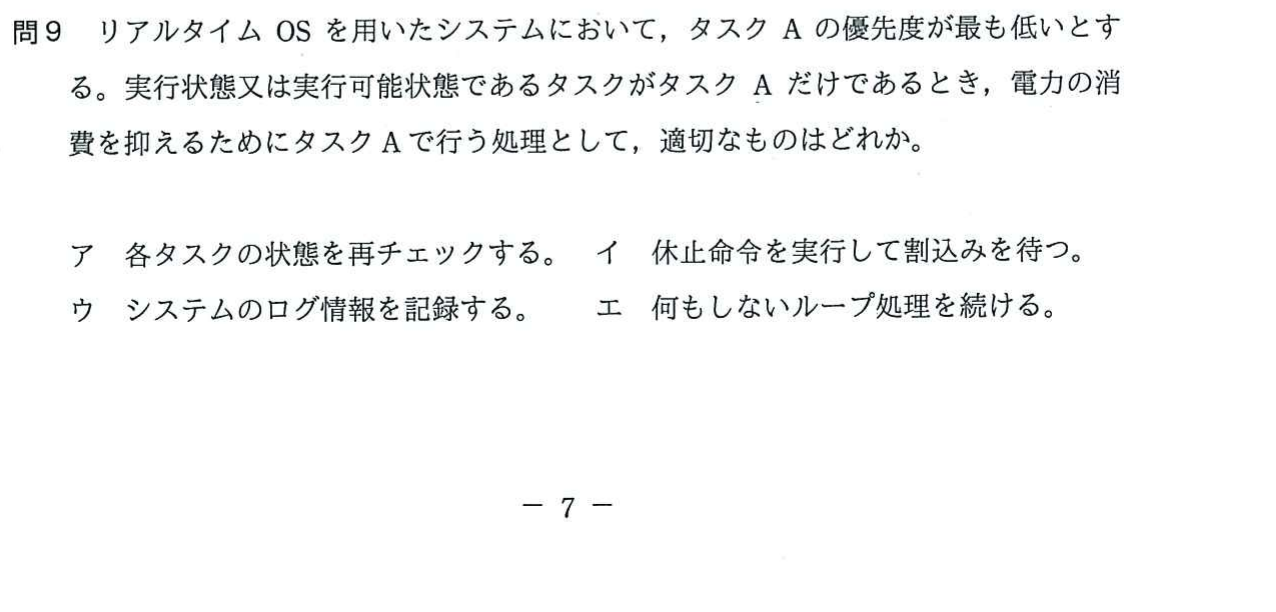 問9 リアルタイム OS を用いたシステムにおいて，タスク A の優先度が最も低いとす
る。実行状態又は実行可能状態であるタスクがタスク A だけであるとき，電力の消
費を抑えるためにタスク A で行う処理として，適切なものはどれか。
ア 各タスクの状態を再チェックする。 イ 休止命令を実行して割込みを待つ。
ウ システムのログ情報を記録する。 エ 何もしないループ処理を続ける。
－ 7 －